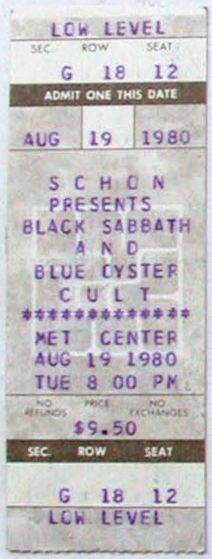 LOW LEVEL
SEC. ROW SEAT
G 18 12
ADMIT ONE THIS DATE
AUG 19 1980
SCHON
PRESENTS
BLACK SABBATH
AND
BLUE OYSTER
CULT
*************
MET CENTER
AUG 19 1980
TUE 8 00 PM
NO REFUNDS PRICE NO EXCHANGES
$9.50
SEC. ROW SEAT
G 18 12
LOW LEVEL